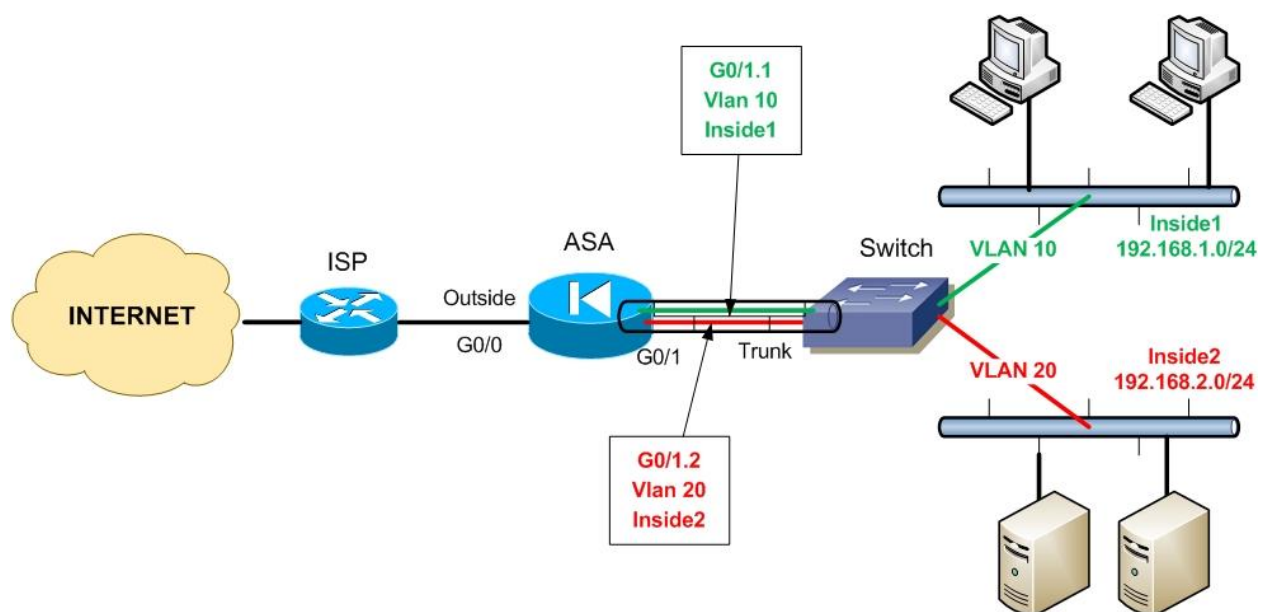 G0/1.1
Vlan 10
Inside1
INTERNET
ISP
Outside
G0/0
ASA
G0/1
Trunk
Switch
VLAN 10
Inside1
192.168.1.0/24
VLAN 20
Inside2
192.168.2.0/24
G0/1.2
Vlan 20
Inside2